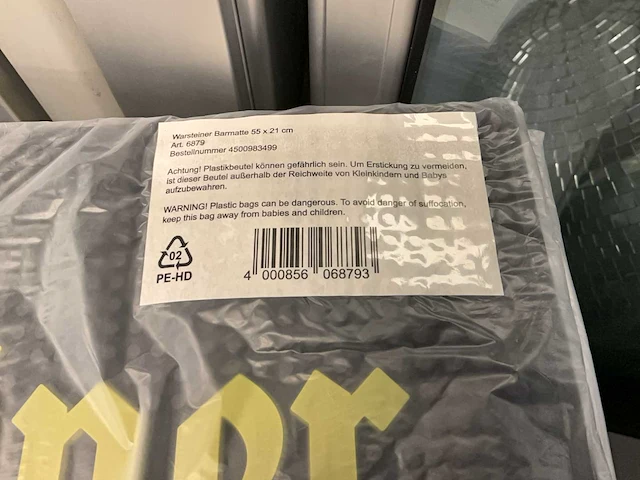 Warsteiner Barmatte 55 x 21 cm
Art. 6879
Bestellnummer 4500983499
Achtung! Plastikbeutel können gefährlich sein. Um Erstickung zu vermeiden,
ist dieser Beutel außerhalb der Reichweite von Kleinkindern und Babys
aufzubewahren.
WARNING! Plastic bags can be dangerous. To avoid danger of suffocation,
keep this bag away from babies and children.
02
PE-HD
4 000856 068793
ner